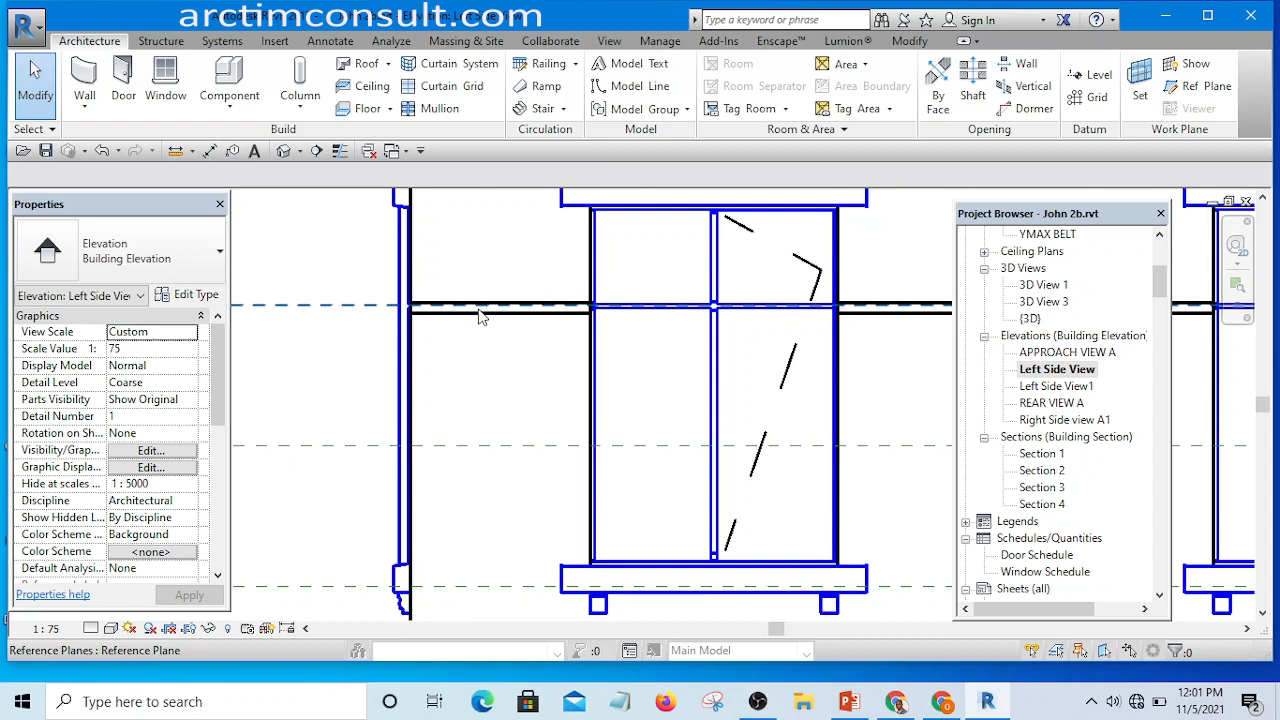 arctimconsult.com
Elevation: Left Side View
Type a keyword or phrase
Sign In
Architecture Structure Systems Insert Annotate Analyze Massing & Site Collaborate View Manage Add-Ins Enscape™ Lumion® Modify
Modify Wall Door Window Component Column
Roof Curtain System
Ceiling Curtain Grid
Floor Mullion
Railing
Ramp
Stair
Model Text
Model Line
Model Group
Room
Room Separator
Tag Room
Area
Area Boundary
Tag Area
By Face
Shaft
Wall
Vertical
Dormer
Level
Grid
Set
Show
Ref Plane
Viewer
Select Build Circulation Model Room & Area Opening Datum Work Plane
Properties
Elevation
Building Elevation
Elevation: Left Side Viev Edit Type
Graphics
View Scale Custom
Scale Value 1: 75
Display Model Normal
Detail Level Coarse
Parts Visibility Show Original
Detail Number 1
Rotation on Sh... None
Visibility/Grap... Edit...
Graphic Displa... Edit...
Hide at scales ... 1 : 5000
Discipline Architectural
Show Hidden L... By Discipline
Color Scheme ... Background
Color Scheme <none>
Default Analysi... None
Properties help Apply
Project Browser - John 2b.rvt
YMAX BELT
Ceiling Plans
3D Views
3D View 1
3D View 3
{3D}
Elevations (Building Elevation)
APPROACH VIEW A
Left Side View
Left Side View1
REAR VIEW A
Right Side view A1
Sections (Building Section)
Section 1
Section 2
Section 3
Section 4
Legends
Schedules/Quantities
Door Schedule
Window Schedule
Sheets (all)
2D
1 : 75
Reference Planes : Reference Plane
:0 Main Model :0
Type here to search
12:01 PM
11/5/2021
2